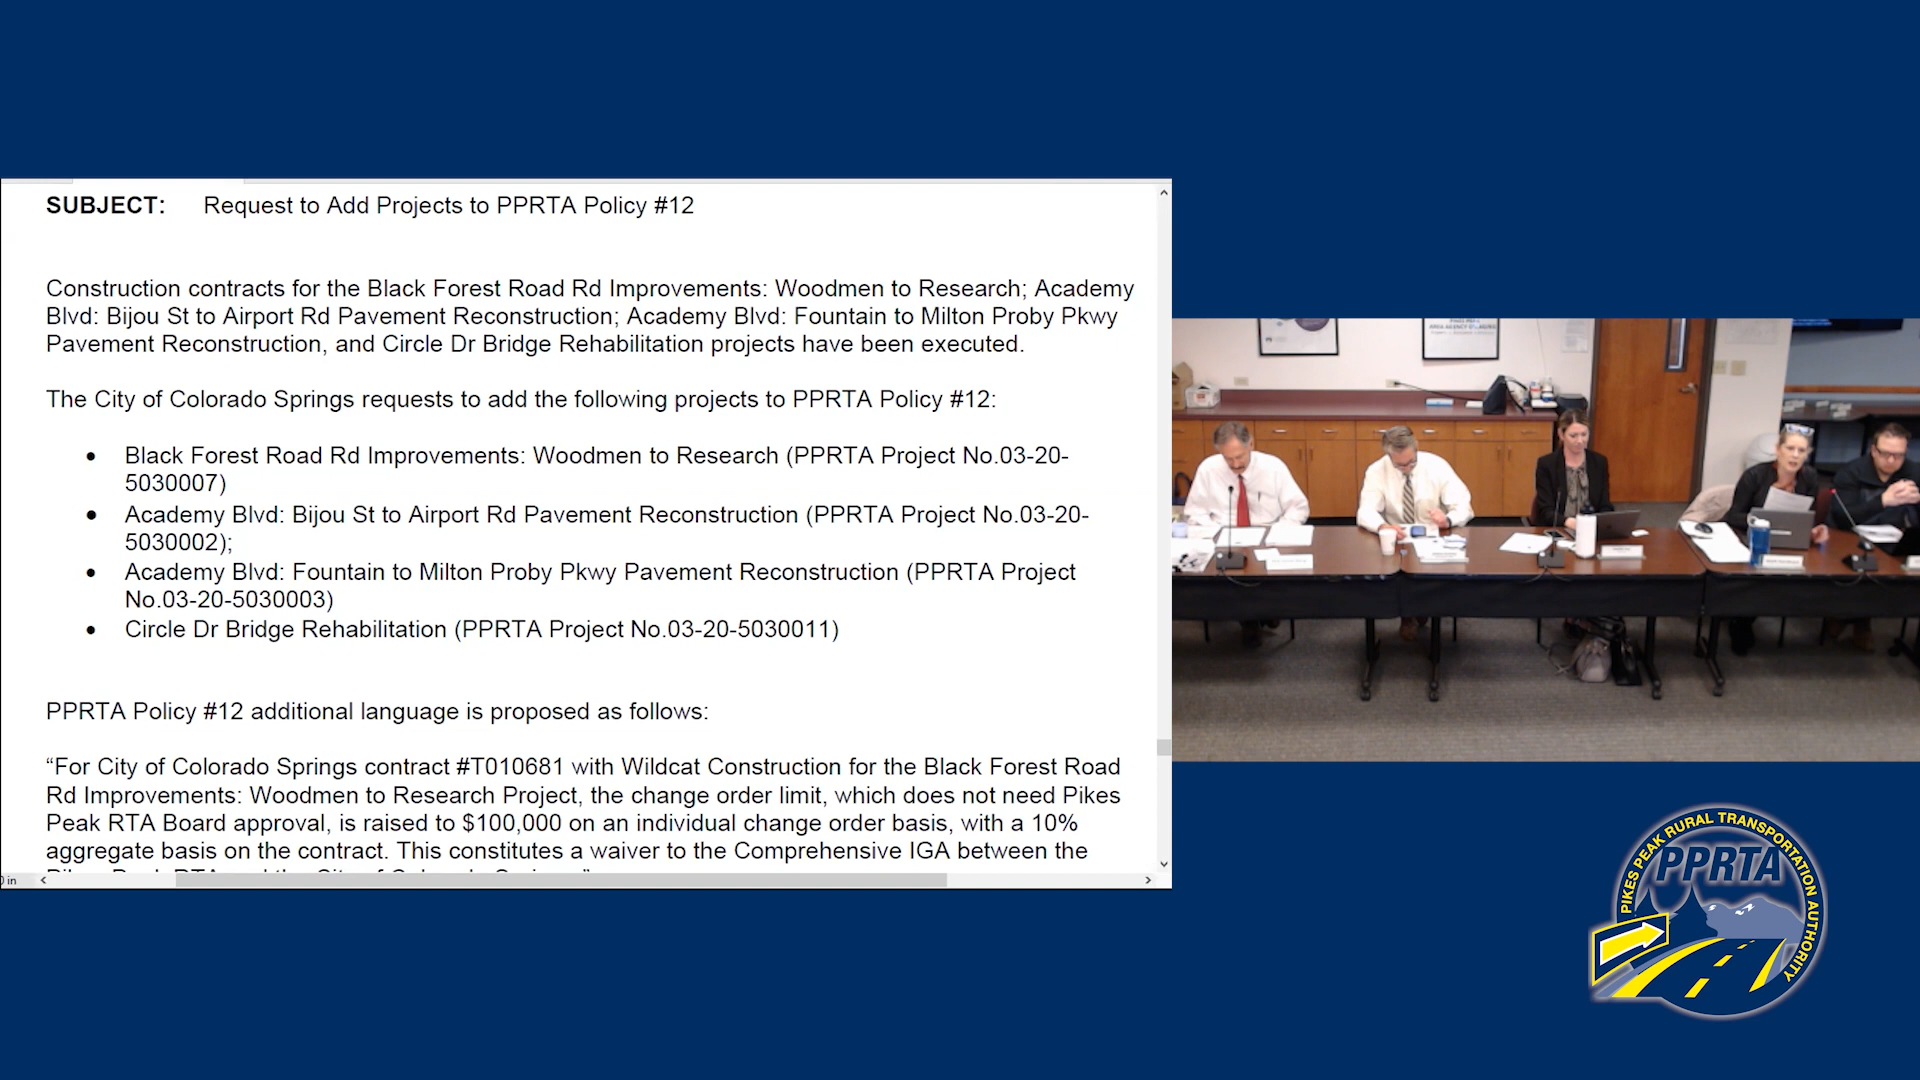 SUBJECT: Request to Add Projects to PPRTA Policy #12
Construction contracts for the Black Forest Road Rd Improvements: Woodmen to Research; Academy
Blvd: Bijou St to Airport Rd Pavement Reconstruction; Academy Blvd: Fountain to Milton Proby Pkwy
Pavement Reconstruction, and Circle Dr Bridge Rehabilitation projects have been executed.
The City of Colorado Springs requests to add the following projects to PPRTA Policy #12:
• Black Forest Road Rd Improvements: Woodmen to Research (PPRTA Project No.03-20-
5030007)
• Academy Blvd: Bijou St to Airport Rd Pavement Reconstruction (PPRTA Project No.03-20-
5030002);
• Academy Blvd: Fountain to Milton Proby Pkwy Pavement Reconstruction (PPRTA Project
No.03-20-5030003)
• Circle Dr Bridge Rehabilitation (PPRTA Project No.03-20-5030011)
PPRTA Policy #12 additional language is proposed as follows:
“For City of Colorado Springs contract #T010681 with Wildcat Construction for the Black Forest Road
Rd Improvements: Woodmen to Research Project, the change order limit, which does not need Pikes
Peak RTA Board approval, is raised to $100,000 on an individual change order basis, with a 10%
aggregate basis on the contract. This constitutes a waiver to the Comprehensive IGA between the
in
PIKES PEAK RURAL TRANSPORTATION AUTHORITY
PPRTA